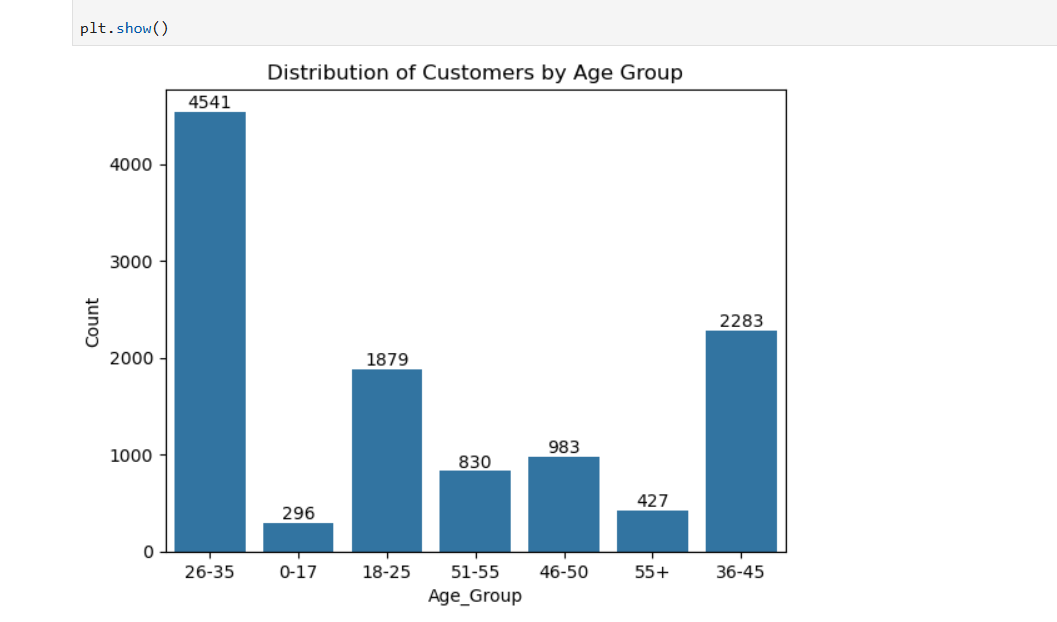 plt.show()
Distribution of Customers by Age Group
4541
4000
3000
2283
2000
1879
1000
983
830
427
296
0
Count
26-35 0-17 18-25 51-55 46-50 55+ 36-45
Age_Group